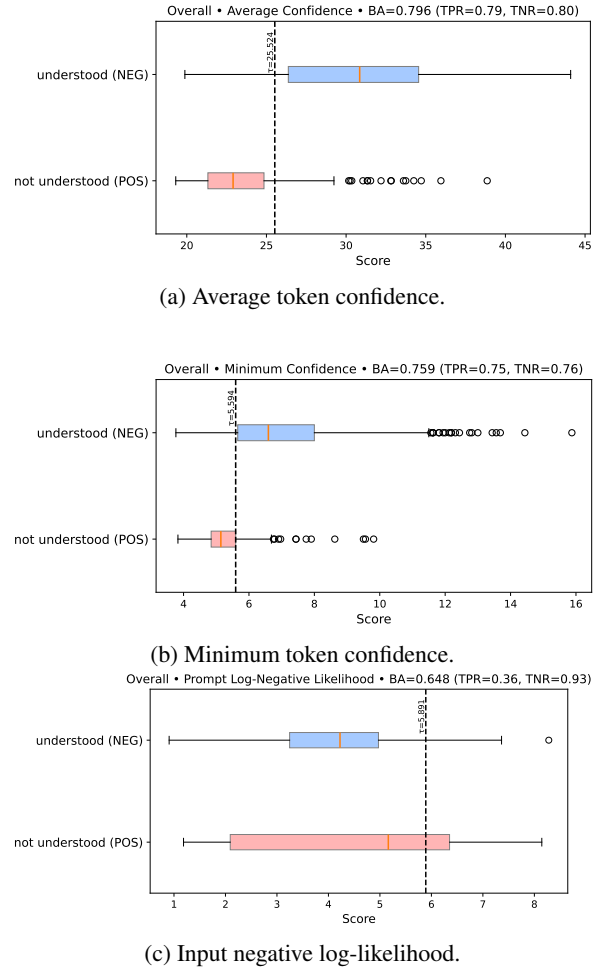 Overall • Average Confidence • BA=0.796 (TPR=0.79, TNR=0.80)
τ=25.524
understood (NEG)
not understood (POS)
20 25 30 35 40 45
Score
(a) Average token confidence.
Overall • Minimum Confidence • BA=0.759 (TPR=0.75, TNR=0.76)
τ=5.594
understood (NEG)
not understood (POS)
4 6 8 10 12 14 16
Score
(b) Minimum token confidence.
Overall • Prompt Log-Negative Likelihood • BA=0.648 (TPR=0.36, TNR=0.93)
τ=5.891
understood (NEG)
not understood (POS)
1 2 3 4 5 6 7 8
Score
(c) Input negative log-likelihood.